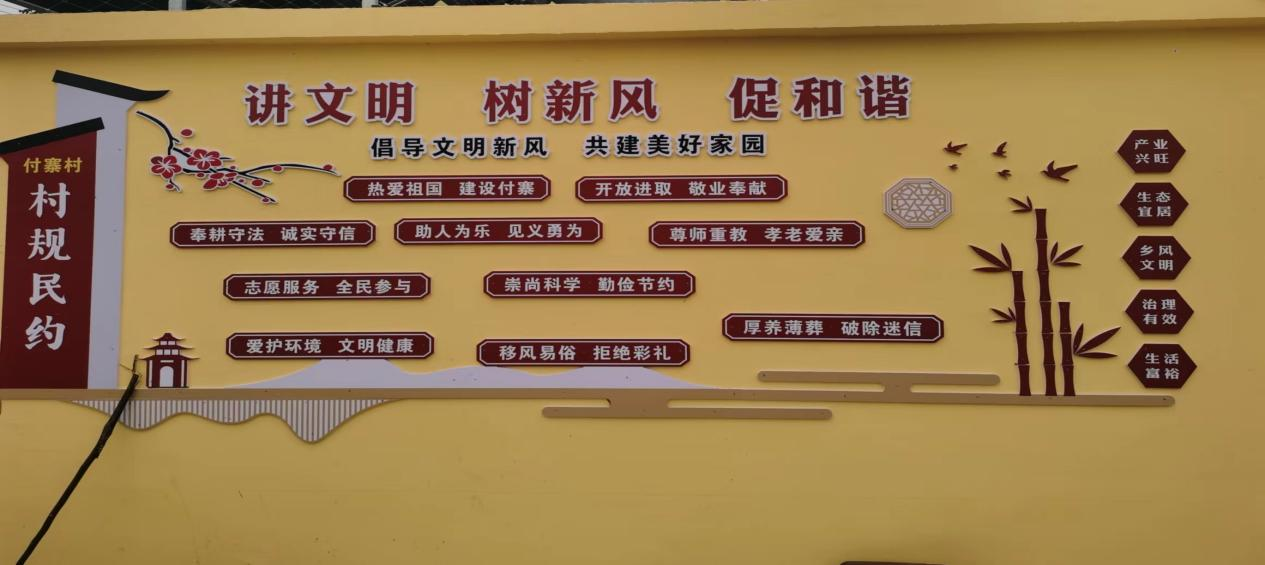 付寨村
村规民约
讲文明 树新风 促和谐
倡导文明新风 共建美好家园
热爱祖国 建设付寨
开放进取 敬业奉献
奉耕守法 诚实守信
助人为乐 见义勇为
尊师重教 孝老爱亲
志愿服务 全民参与
崇尚科学 勤俭节约
爱护环境 文明健康
移风易俗 拒绝彩礼
厚养薄葬 破除迷信
产业
兴旺
生态
宜居
乡风
文明
治理
有效
生活
富裕